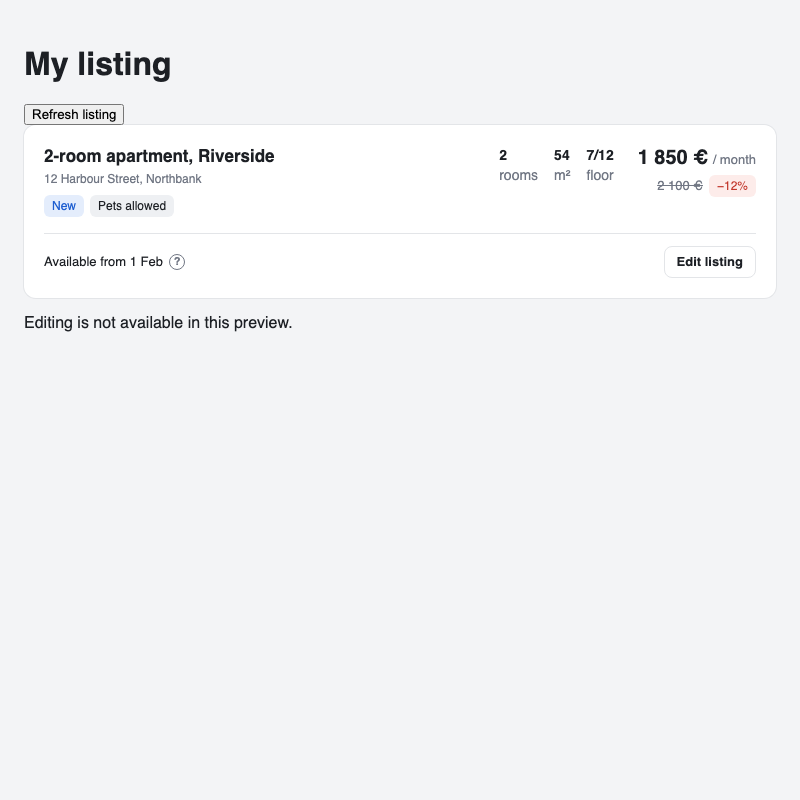 My listing
Refresh listing
2-room apartment, Riverside
12 Harbour Street, Northbank
New Pets allowed
2 rooms
54 m²
7/12 floor
1 850 € / month
2 100 € −12%
Available from 1 Feb ?
Edit listing
Editing is not available in this preview.